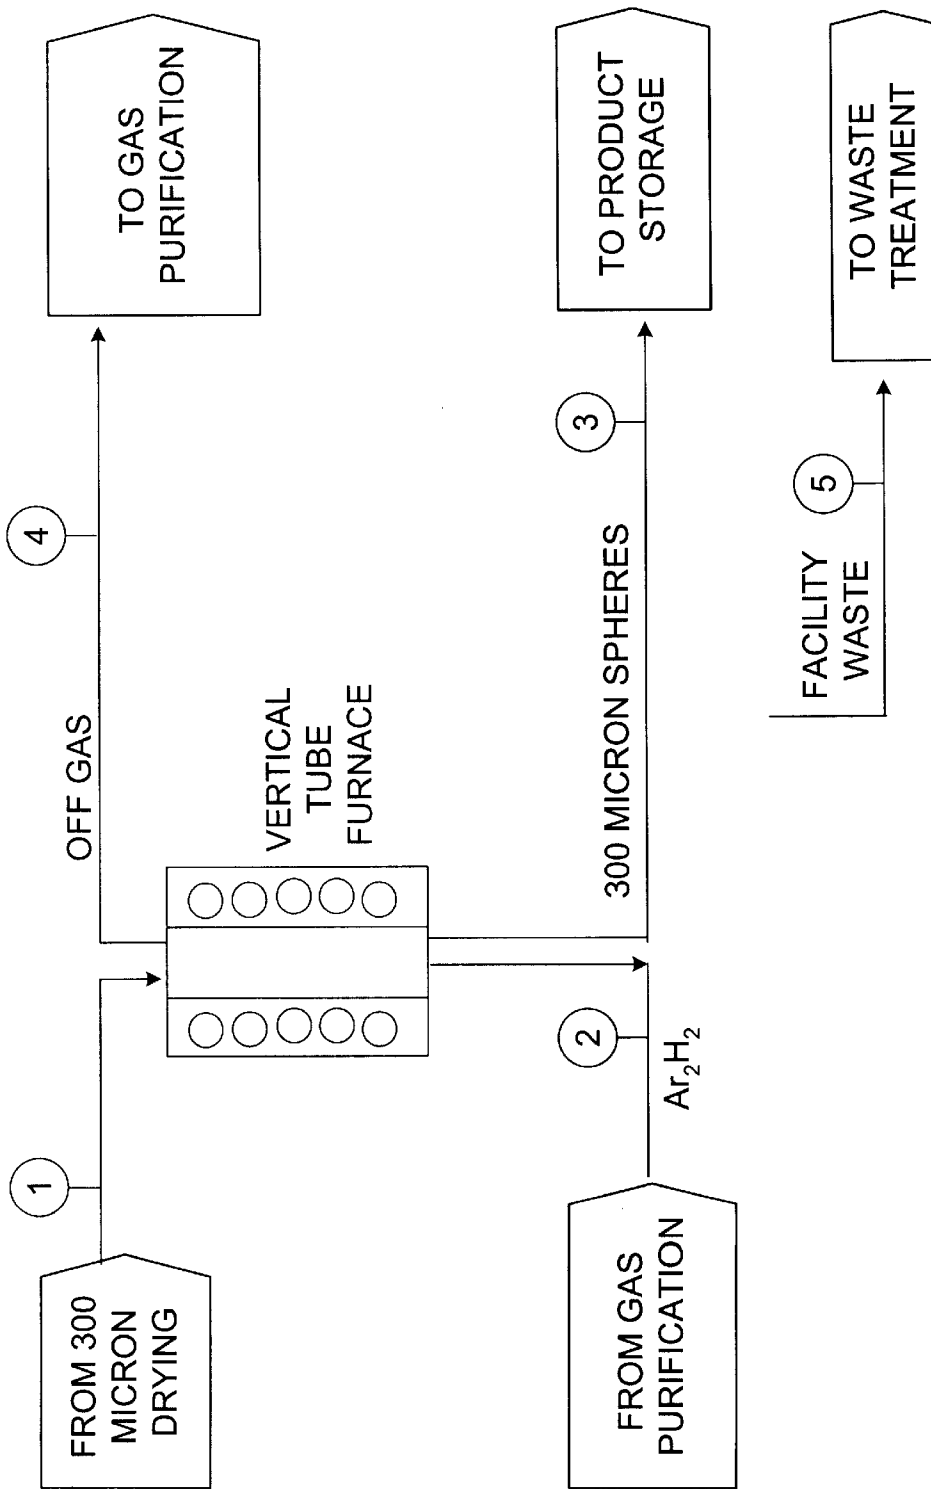 FROM 300
MICRON
DRYING
1
OFF GAS
4
TO GAS
PURIFICATION
VERTICAL
TUBE
FURNACE
FROM GAS
PURIFICATION
2
Ar₂H₂
300 MICRON SPHERES
3
TO PRODUCT
STORAGE
FACILITY
WASTE
5
TO WASTE
TREATMENT